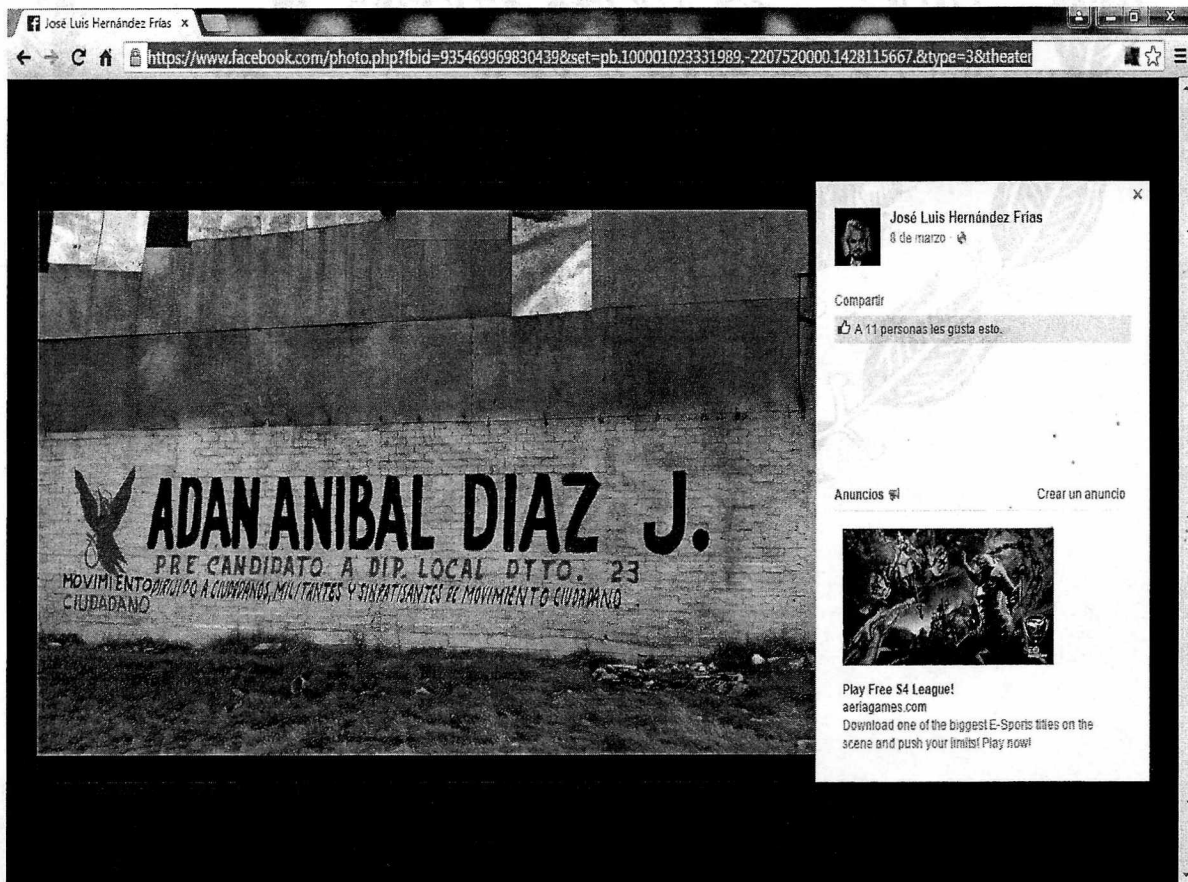 José Luis Hernández Frías
https://www.facebook.com/photo.php?fbid=935469969830439&set=pb.100001023331989.-2207520000.1428115667.&type=3&theater
ADAN ANIBAL DIAZ J.
PRE CANDIDATO A DIP. LOCAL DTTO. 23
MOVIMIENTO DIRIJIDO A CIUDADANOS, MILITANTES Y SINPATISANTES DE MOVIMIENTO CIUDADANO
CIUDADANO
José Luis Hernández Frías
8 de marzo
Compartir
A 11 personas les gusta esto.
Anuncios
Crear un anuncio
Play Free S4 League!
aeriagames.com
Download one of the biggest E-Sports titles on the
scene and push your limits! Play now!